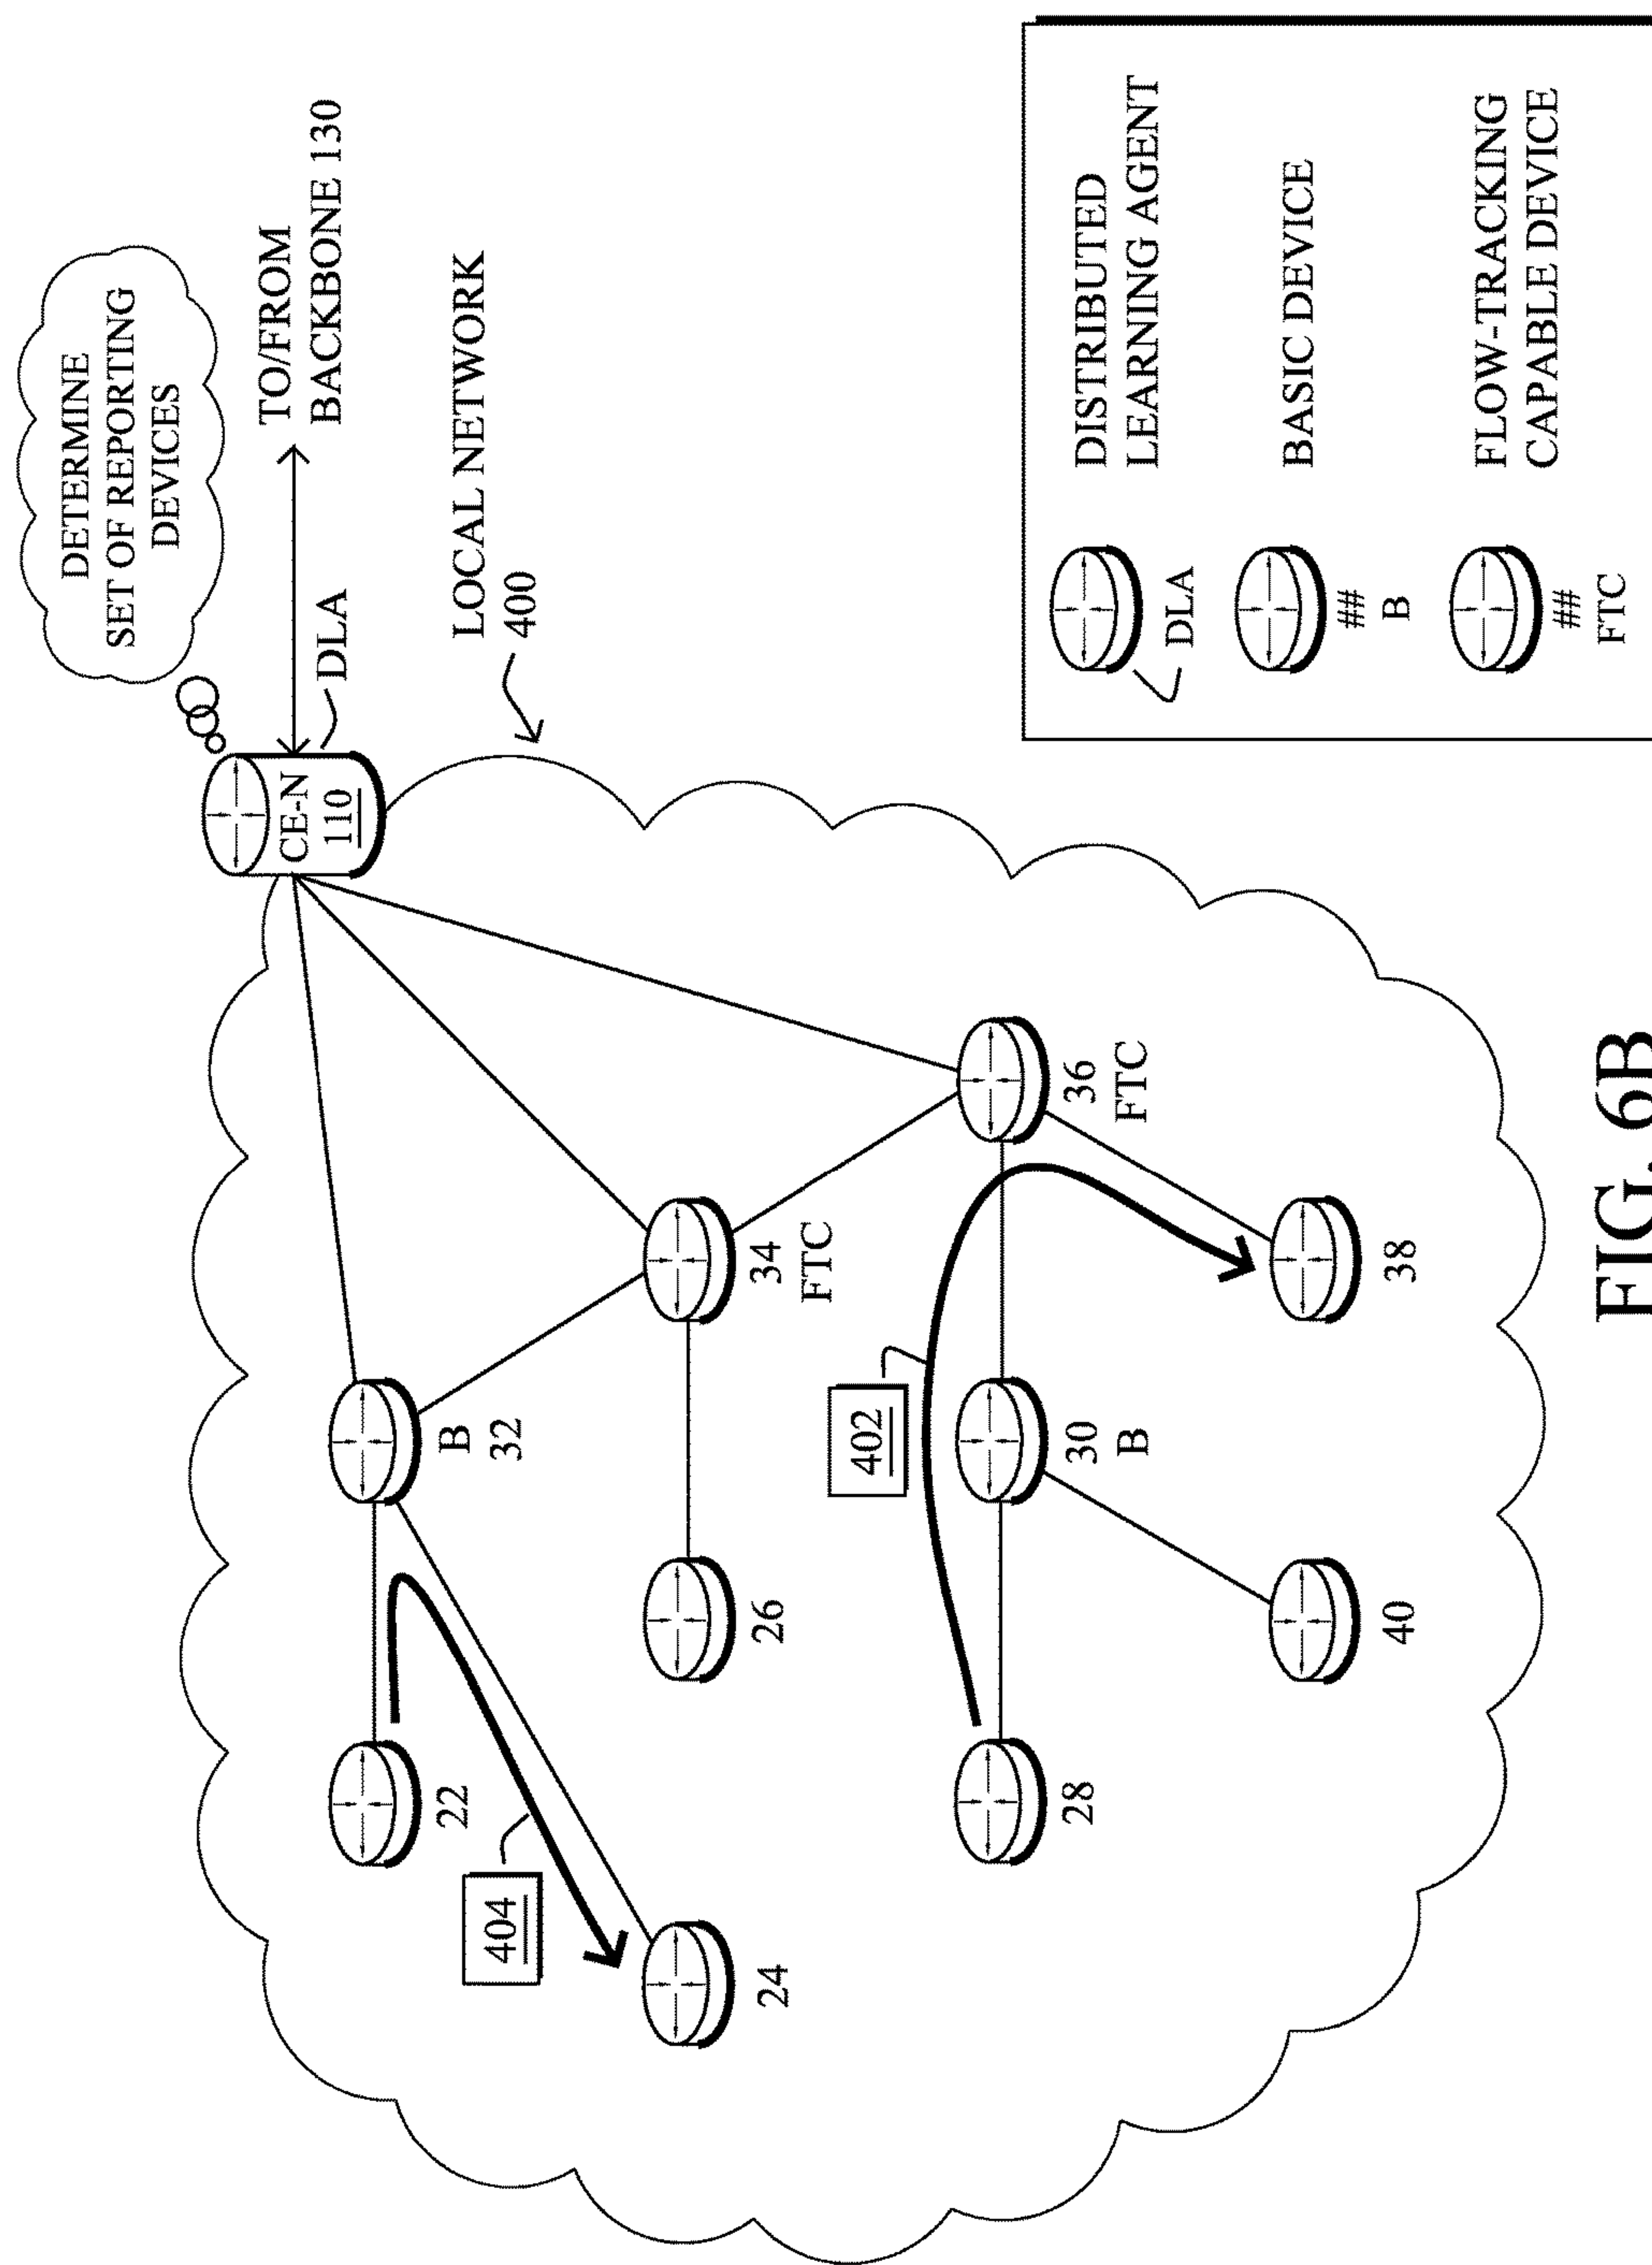 DETERMINE
SET OF REPORTING
DEVICES
TO/FROM
BACKBONE 130
CE-N
110
DLA
LOCAL NETWORK
400
22
404
24
B
32
26
34
FTC
402
28
30
B
36
FTC
40
38
DLA
DISTRIBUTED
LEARNING AGENT
##
B
BASIC DEVICE
##
FTC
FLOW-TRACKING
CAPABLE DEVICE
FIG. 6B